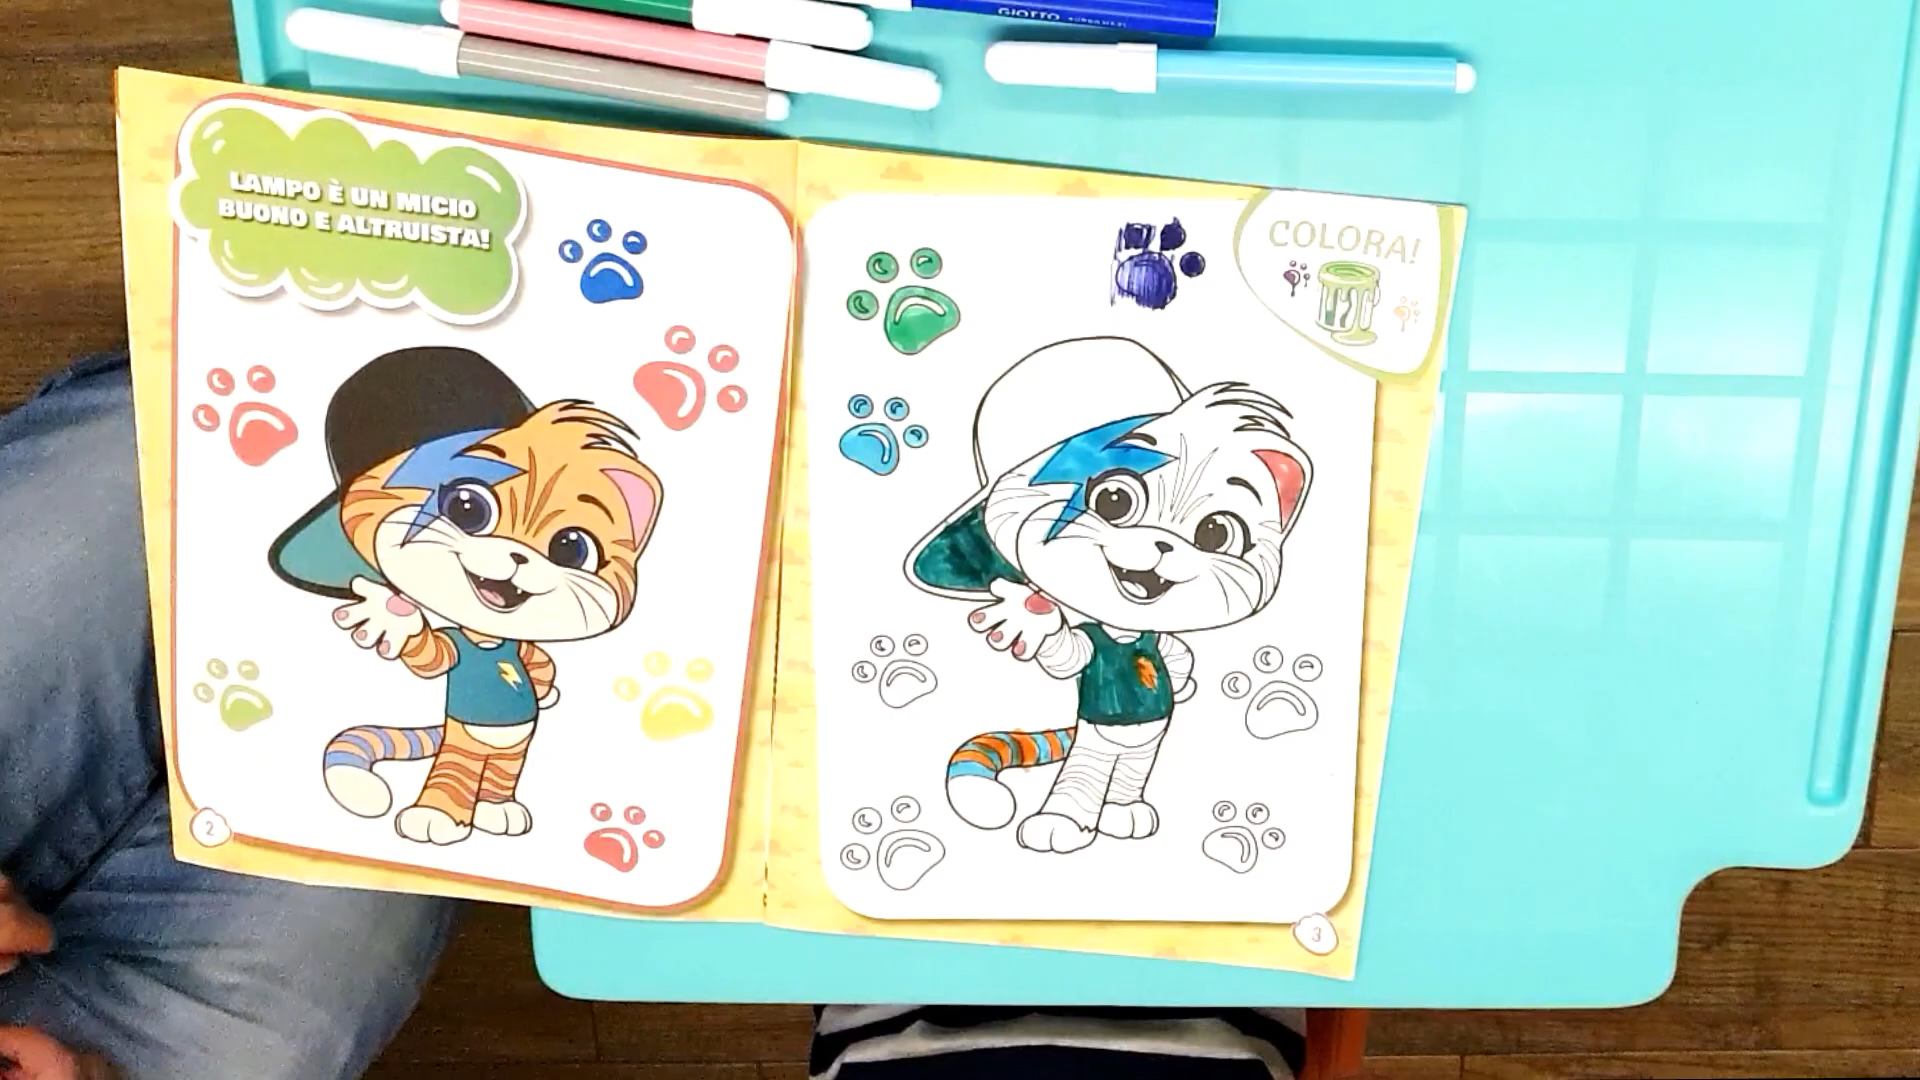 GIOTTO
LAMPO È UN MICIO
BUONO E ALTRUISTA!
COLORA!
2
3